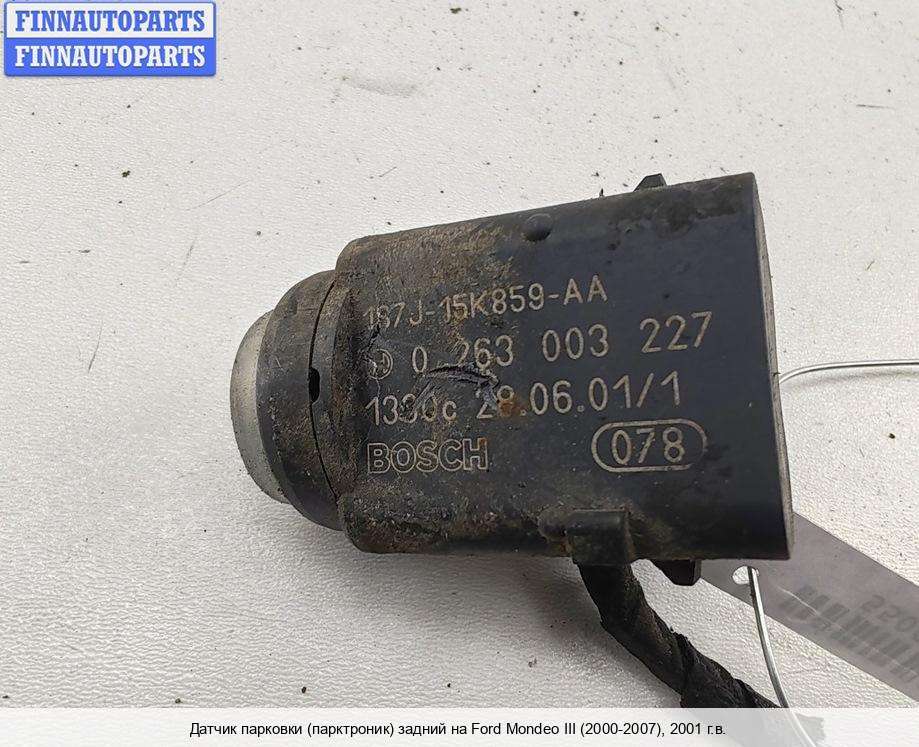 FINNAUTOPARTS
FINNAUTOPARTS
1S7J-15K859-AA
0 263 003 227
1330c 28.06.01/1
BOSCH
078
Датчик парковки (парктроник) задний на Ford Mondeo III (2000-2007), 2001 г.в.